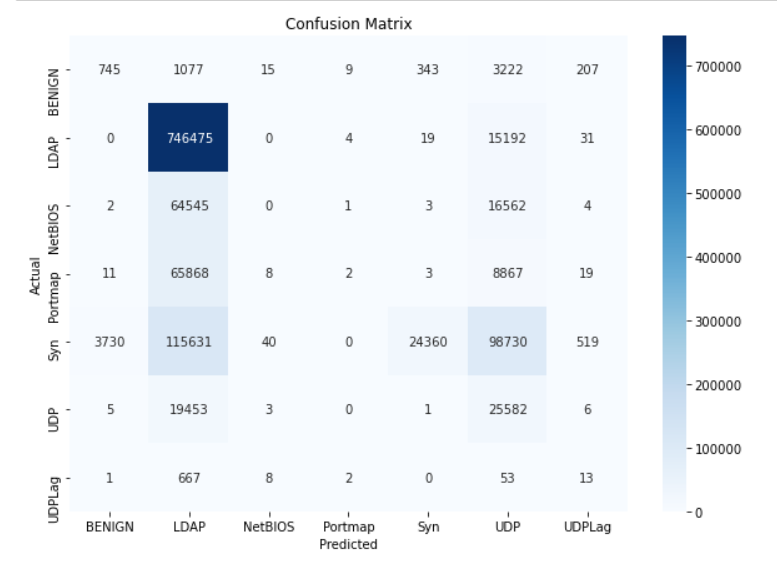 Confusion Matrix
BENIGN 745 1077 15 9 343 3222 207
LDAP 0 746475 0 4 19 15192 31
NetBIOS 2 64545 0 1 3 16562 4
Portmap 11 65868 8 2 3 8867 19
Syn 3730 115631 40 0 24360 98730 519
UDP 5 19453 3 0 1 25582 6
UDPLag 1 667 8 2 0 53 13
Actual
BENIGN LDAP NetBIOS Portmap Syn UDP UDPLag
Predicted
700000
600000
500000
400000
300000
200000
100000
0